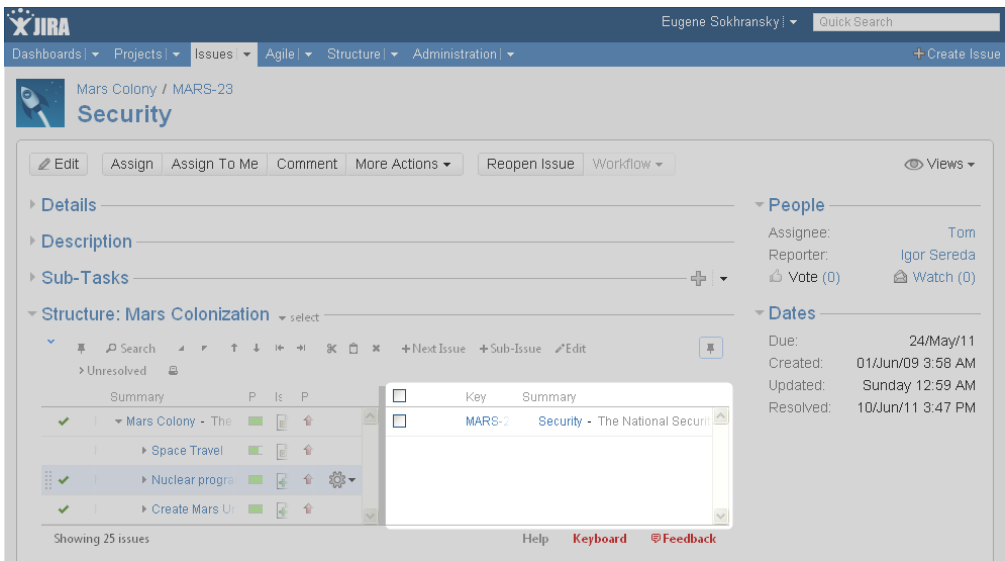 JIRA
Eugene Sokhransky
Quick Search
Dashboards Projects Issues Agile Structure Administration + Create Issue
Mars Colony / MARS-23
Security
Edit Assign Assign To Me Comment More Actions Reopen Issue Workflow Views
Details
Description
Sub-Tasks
Structure: Mars Colonization select
Search +Next Issue +Sub-Issue Edit
Unresolved
Summary P Is P
Mars Colony - The
Space Travel
Nuclear progra
Create Mars U
Key Summary
MARS-2 Security - The National Securit
Showing 25 issues
Help Keyboard Feedback
People
Assignee: Tom
Reporter: Igor Sereda
Vote (0) Watch (0)
Dates
Due: 24/May/11
Created: 01/Jun/09 3:58 AM
Updated: Sunday 12:59 AM
Resolved: 10/Jun/11 3:47 PM